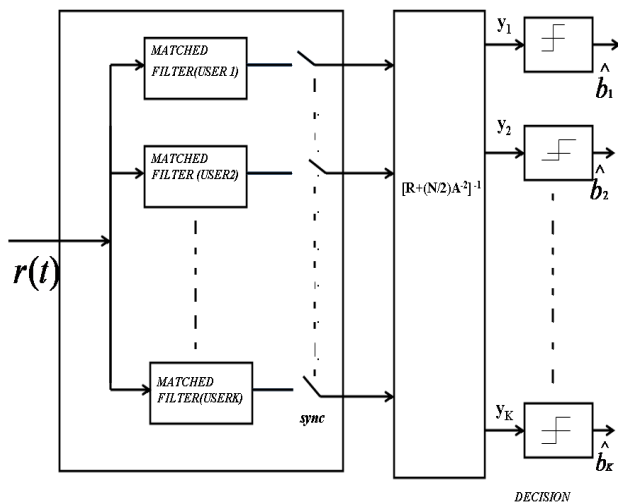 MATCHED
FILTER(USER 1)
y1
b̂1
MATCHED
FILTER (USER2)
y2
b̂2
[R+(N/2)A-2] -1
r(t)
MATCHED
FILTER(USERK)
sync
yK
b̂K
DECISION